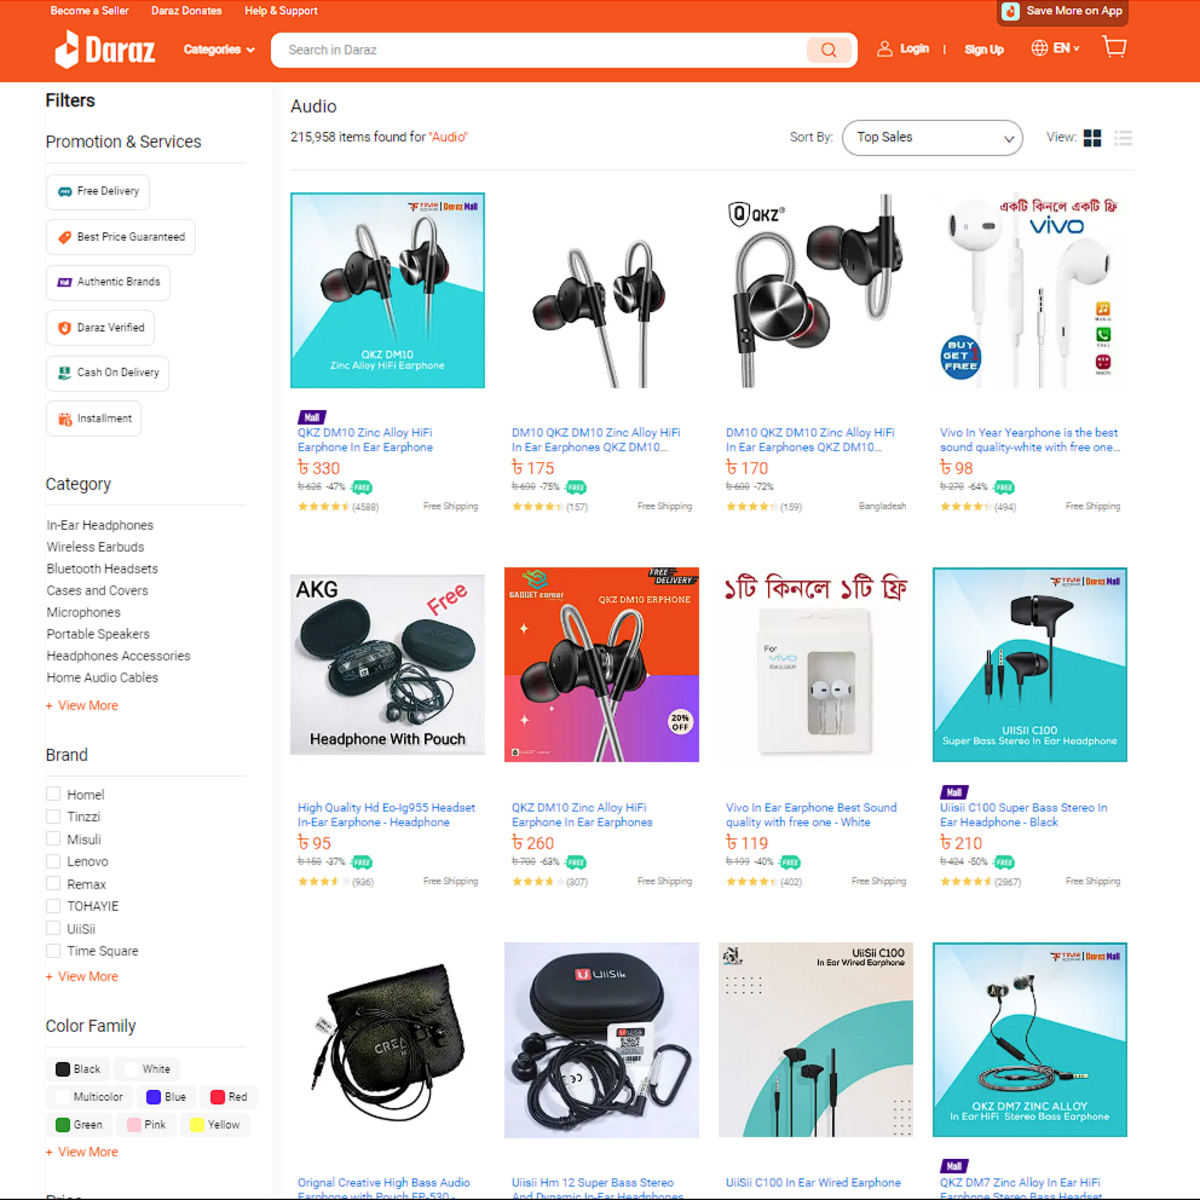 Become a Seller
Daraz Donates
Help & Support
Save More on App
Daraz
Categories
Search in Daraz
Login
Sign Up
EN
Filters
Promotion & Services
Free Delivery
Best Price Guaranteed
Authentic Brands
Daraz Verified
Cash On Delivery
Installment
Category
In-Ear Headphones
Wireless Earbuds
Bluetooth Headsets
Cases and Covers
Microphones
Portable Speakers
Headphones Accessories
Home Audio Cables
+ View More
Brand
Homel
Tinzzi
Misuli
Lenovo
Remax
TOHAYIE
UiiSii
Time Square
+ View More
Color Family
Black
White
Multicolor
Blue
Red
Green
Pink
Yellow
+ View More
Audio
215,958 items found for "Audio"
Sort By:
Top Sales
View:
TIME | Daraz Mall
QKZ DM10
Zinc Alloy HiFi Earphone
Mall
QKZ DM10 Zinc Alloy HiFi
Earphone In Ear Earphone
৳ 330
৳ 625 -47% FREE
(4588)
Free Shipping
DM10 QKZ DM10 Zinc Alloy HiFi
In Ear Earphones QKZ DM10...
৳ 175
৳ 690 -75% FREE
(157)
Free Shipping
QKZ®
DM10 QKZ DM10 Zinc Alloy HiFi
In Ear Earphones QKZ DM10...
৳ 170
৳ 600 -72%
(159)
Bangladesh
একটি কিনলে একটি ফ্রি
vivo
BUY
GET 1
FREE
Vivo In Year Yearphone is the best
sound quality-white with free one...
৳ 98
৳ 270 -64% FREE
(494)
Free Shipping
AKG
Free
Headphone With Pouch
High Quality Hd Eo-Ig955 Headset
In-Ear Earphone - Headphone
৳ 95
৳ 150 -37% FREE
(936)
Free Shipping
FREE
DELIVERY
GADGET corner
QKZ DM10 ERPHONE
20%
OFF
QKZ DM10 Zinc Alloy HiFi
Earphone In Ear Earphones
৳ 260
৳ 700 -63% FREE
(307)
Free Shipping
১টি কিনলে ১টি ফ্রি
For
vivo
Vivo In Ear Earphone Best Sound
quality with free one - White
৳ 119
৳ 199 -40% FREE
(402)
Free Shipping
TIME | Daraz Mall
UIISII C100
Super Bass Stereo In Ear Headphone
Mall
Uiisii C100 Super Bass Stereo In
Ear Headphone - Black
৳ 210
৳ 424 -50% FREE
(2867)
Free Shipping
Orignal Creative High Bass Audio
Earphone with Pouch EP-530 -
UiiSii
Uiisii Hm 12 Super Bass Stereo
And Dynamic In-Ear Headphones
UiiSii C100
In Ear Wired Earphone
UiiSii C100 In Ear Wired Earphone
TIME | Daraz Mall
QKZ DM7 ZINC ALLOY
In Ear HiFi Stereo Bass Earphone
Mall
QKZ DM7 Zinc Alloy In Ear HiFi
Earphone Stereo Bass Headset
Price